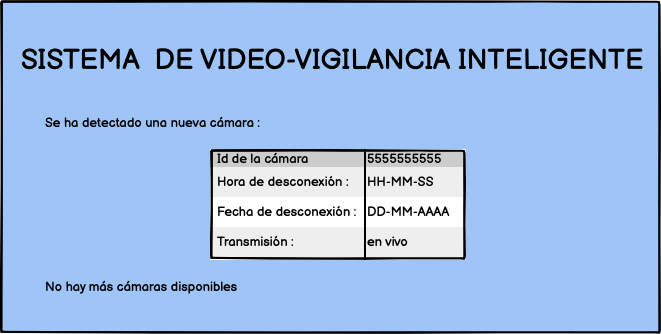 SISTEMA DE VIDEO-VIGILANCIA INTELIGENTE
Se ha detectado una nueva cámara :
Id de la cámara 5555555555
Hora de desconexión : HH-MM-SS
Fecha de desconexión : DD-MM-AAAA
Transmisión : en vivo
No hay más cámaras disponibles